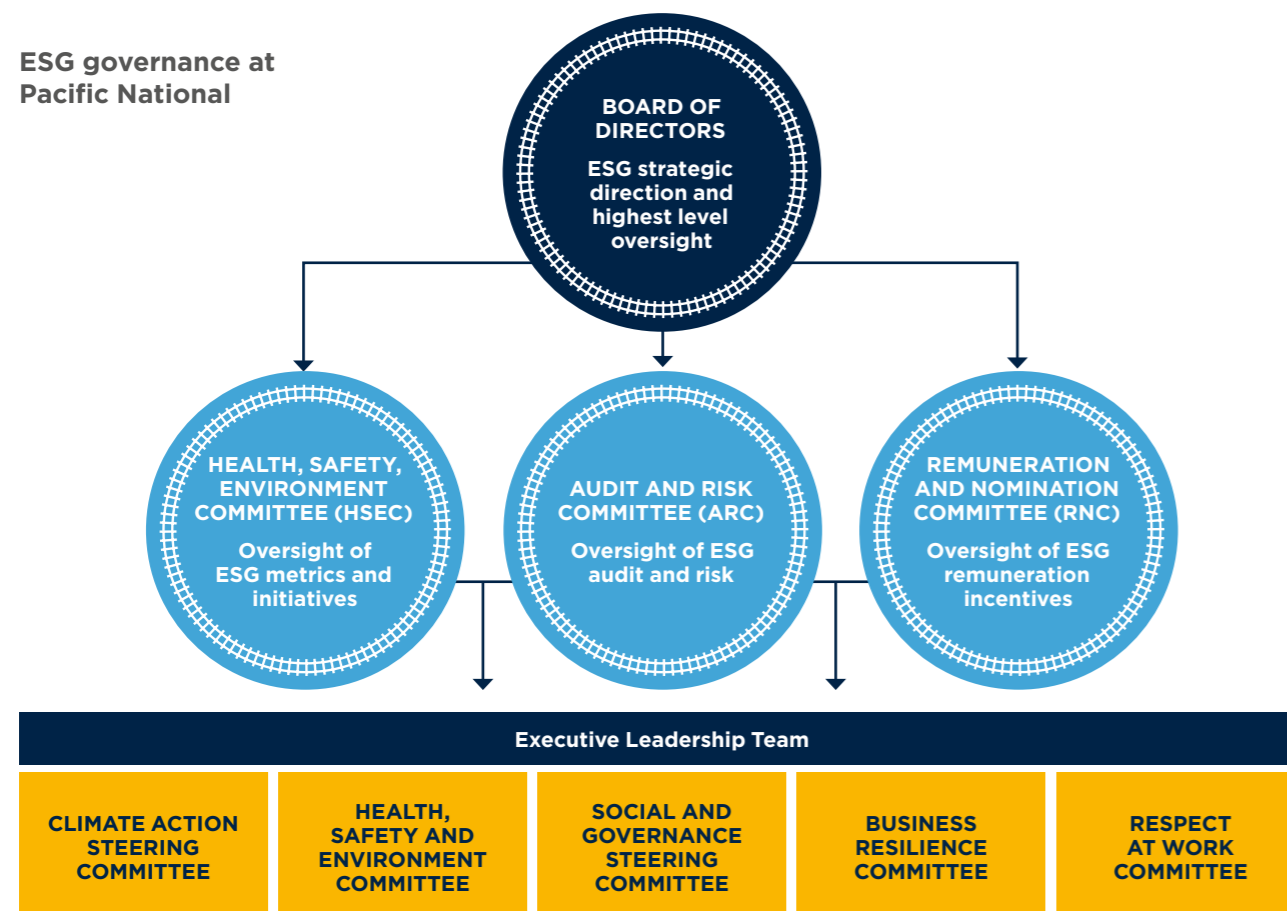 ESG governance at
Pacific National
BOARD OF
DIRECTORS
ESG strategic
direction and
highest level
oversight
HEALTH, SAFETY,
ENVIRONMENT
COMMITTEE (HSEC)
Oversight of
ESG metrics and
initiatives
AUDIT AND RISK
COMMITTEE (ARC)
Oversight of ESG
audit and risk
REMUNERATION
AND NOMINATION
COMMITTEE (RNC)
Oversight of ESG
remuneration
incentives
Executive Leadership Team
CLIMATE ACTION
STEERING
COMMITTEE
HEALTH,
SAFETY AND
ENVIRONMENT
COMMITTEE
SOCIAL AND
GOVERNANCE
STEERING
COMMITTEE
BUSINESS
RESILIENCE
COMMITTEE
RESPECT
AT WORK
COMMITTEE